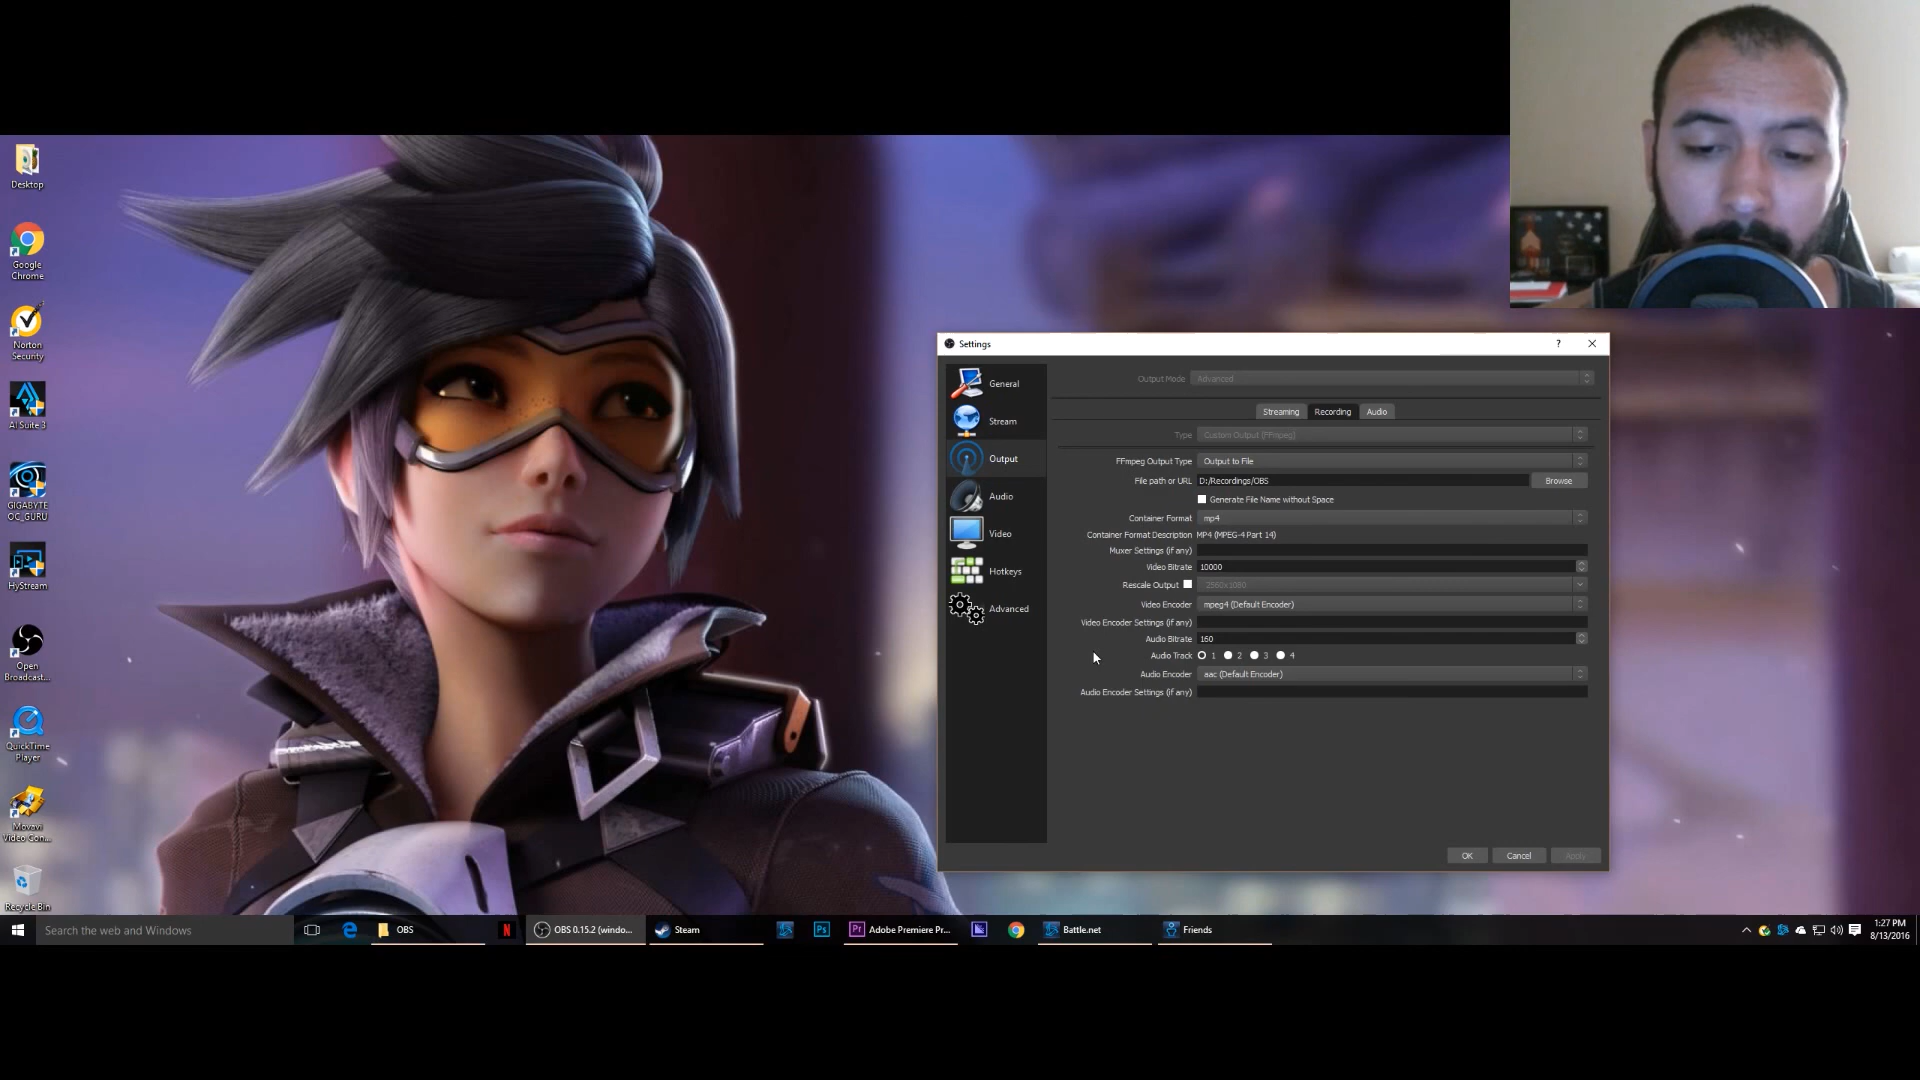 Desktop
Google
Chrome
Norton
Security
AI Suite 3
GIGABYTE
OC_GURU
HyStream
Open
Broadcast...
QuickTime
Player
Movavi
Video Con...
Recycle Bin
Settings
?
General
Stream
Output
Audio
Video
Hotkeys
Advanced
Output Mode Advanced
Streaming Recording Audio
Type Custom Output (FFmpeg)
FFmpeg Output Type Output to File
File path or URL D:/Recordings/OBS Browse
Generate File Name without Space
Container Format mp4
Container Format Description MP4 (MPEG-4 Part 14)
Muxer Settings (if any)
Video Bitrate 10000
Rescale Output 2560x1080
Video Encoder mpeg4 (Default Encoder)
Video Encoder Settings (if any)
Audio Bitrate 160
Audio Track 1 2 3 4
Audio Encoder aac (Default Encoder)
Audio Encoder Settings (if any)
OK Cancel Apply
Search the web and Windows
OBS
N
OBS 0.15.2 (windo...
Steam
Ps
Pr Adobe Premiere Pr...
Battle.net
Friends
1:27 PM
8/13/2016